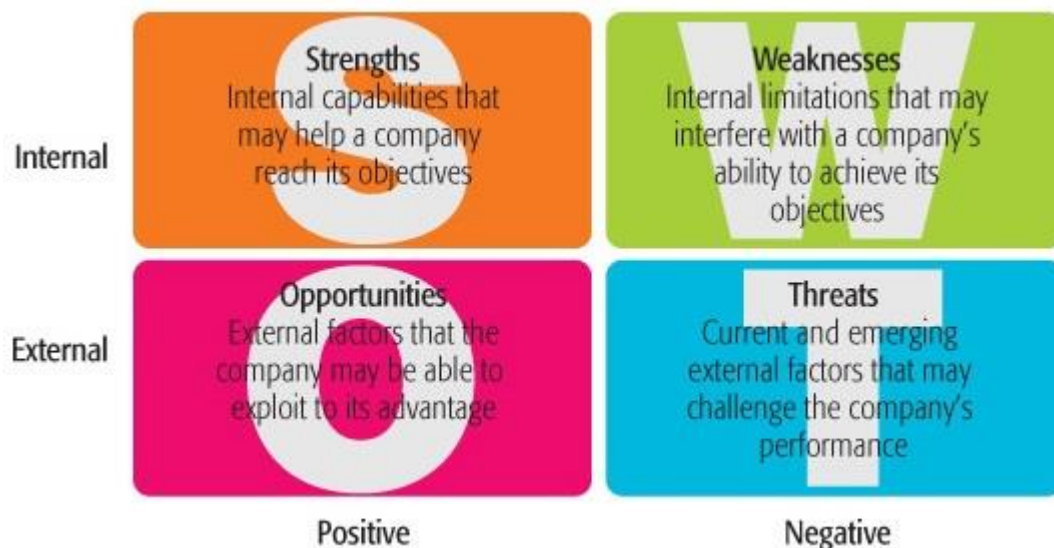 Internal
Strengths
Internal capabilities that
may help a company
reach its objectives
Weaknesses
Internal limitations that may
interfere with a company's
ability to achieve its
objectives
External
Opportunities
External factors that the
company may be able to
exploit to its advantage
Threats
Current and emerging
external factors that may
challenge the company's
performance
Positive
Negative
S
W
O
T